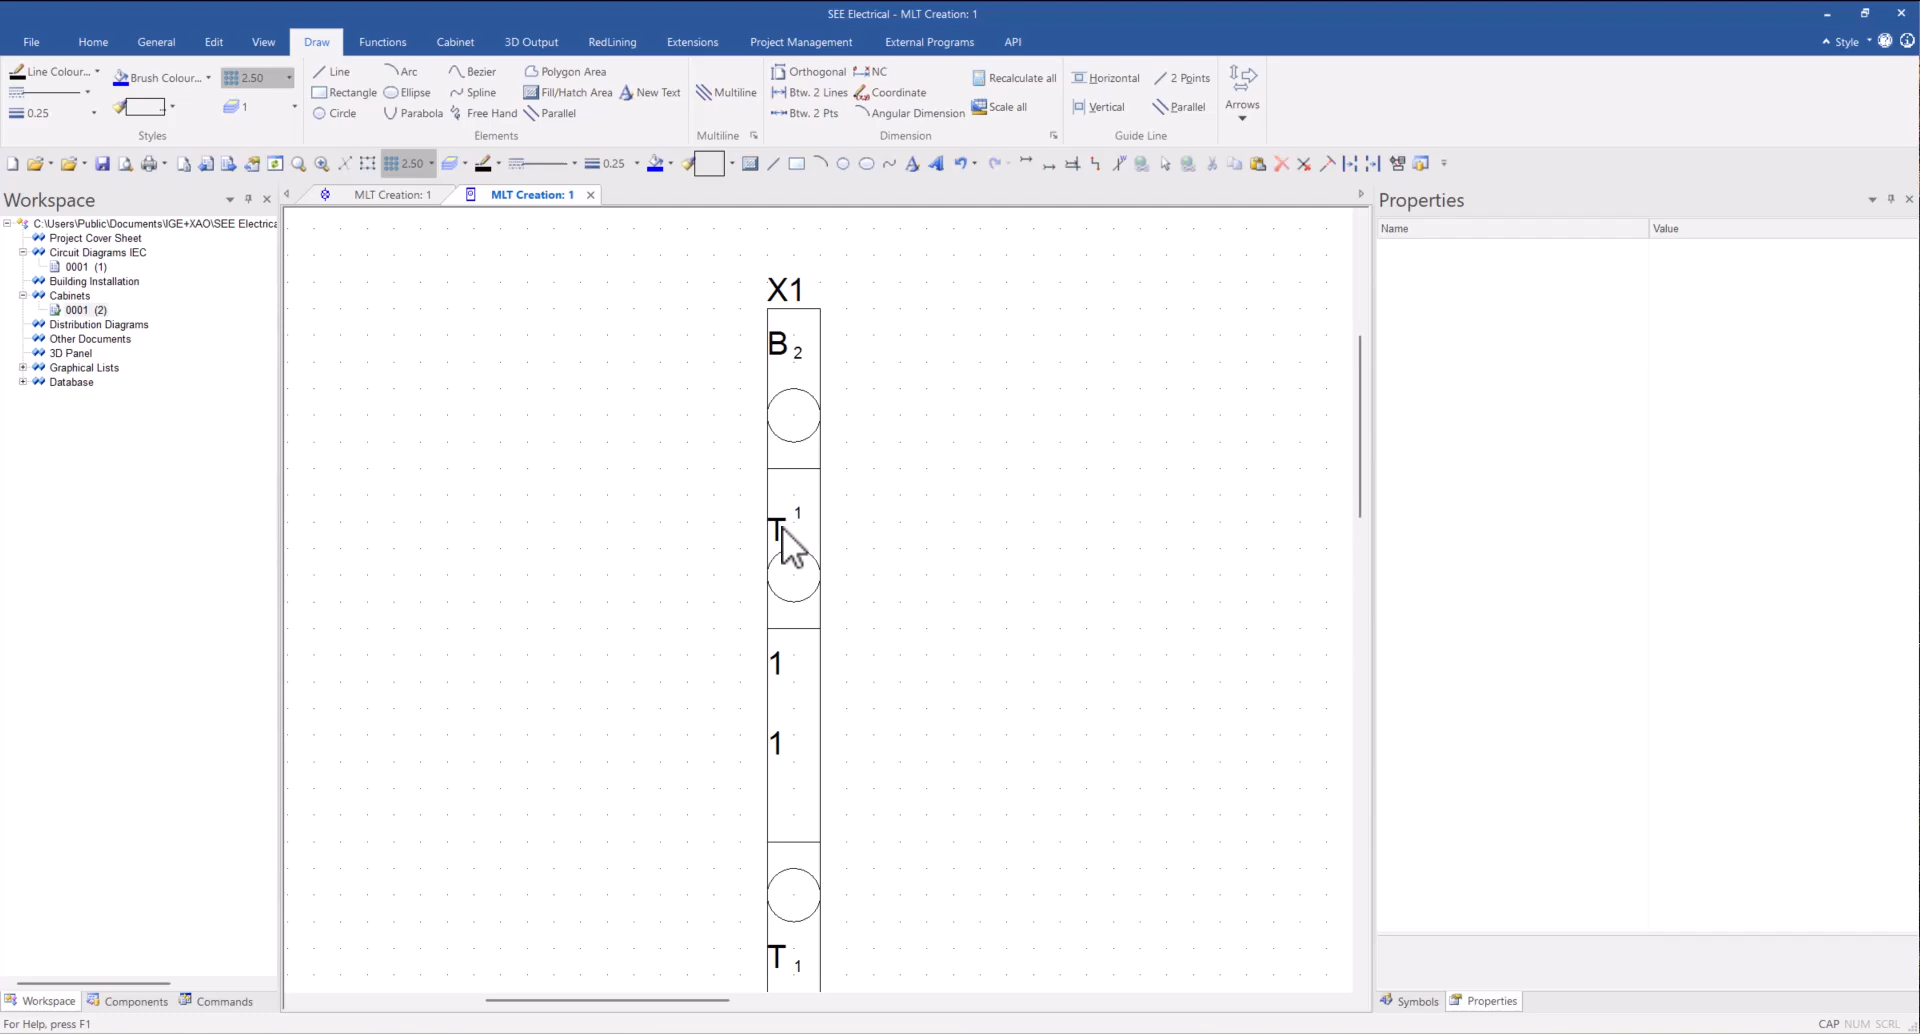 SEE Electrical - MLT Creation: 1
File Home General Edit View Draw Functions Cabinet 3D Output RedLining Extensions Project Management External Programs API Style
Line Colour... Brush Colour... 2.50 Line Arc Bezier Polygon Area Orthogonal NC Recalculate all Horizontal 2 Points
Rectangle Ellipse Spline Fill/Hatch Area New Text Multiline Btw. 2 Lines Coordinate Scale all Vertical Parallel Arrows
0.25 1 Circle Parabola Free Hand Parallel Btw. 2 Pts Angular Dimension
Styles Elements Multiline Dimension Guide Line
2.50 0.25
Workspace
MLT Creation: 1 MLT Creation: 1
Properties
Name Value
C:\Users\Public\Documents\IGE+XAO\SEE Electrica
Project Cover Sheet
Circuit Diagrams IEC
0001 (1)
Building Installation
Cabinets
0001 (2)
Distribution Diagrams
Other Documents
3D Panel
Graphical Lists
Database
X1
B 2
1
T
1
1
T 1
Workspace Components Commands
Symbols Properties
For Help, press F1
CAP NUM SCRL